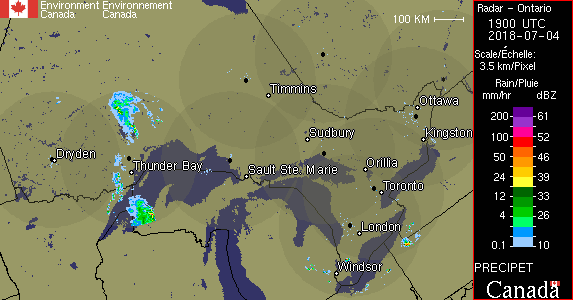 Environment Environnement
Canada Canada
100 KM
Timmins
Ottawa
Sudbury
Kingston
Dryden
Thunder Bay
Sault Ste. Marie
Orillia
Toronto
London
Windsor
Radar - Ontario
1900 UTC
2018-07-04
Scale/Échelle:
3.5 km/Pixel
Rain/Pluie
mm/hr dBZ
200 61
100 52
50 46
24 39
12 33
4 26
0.1 10
PRECIPET
Canada